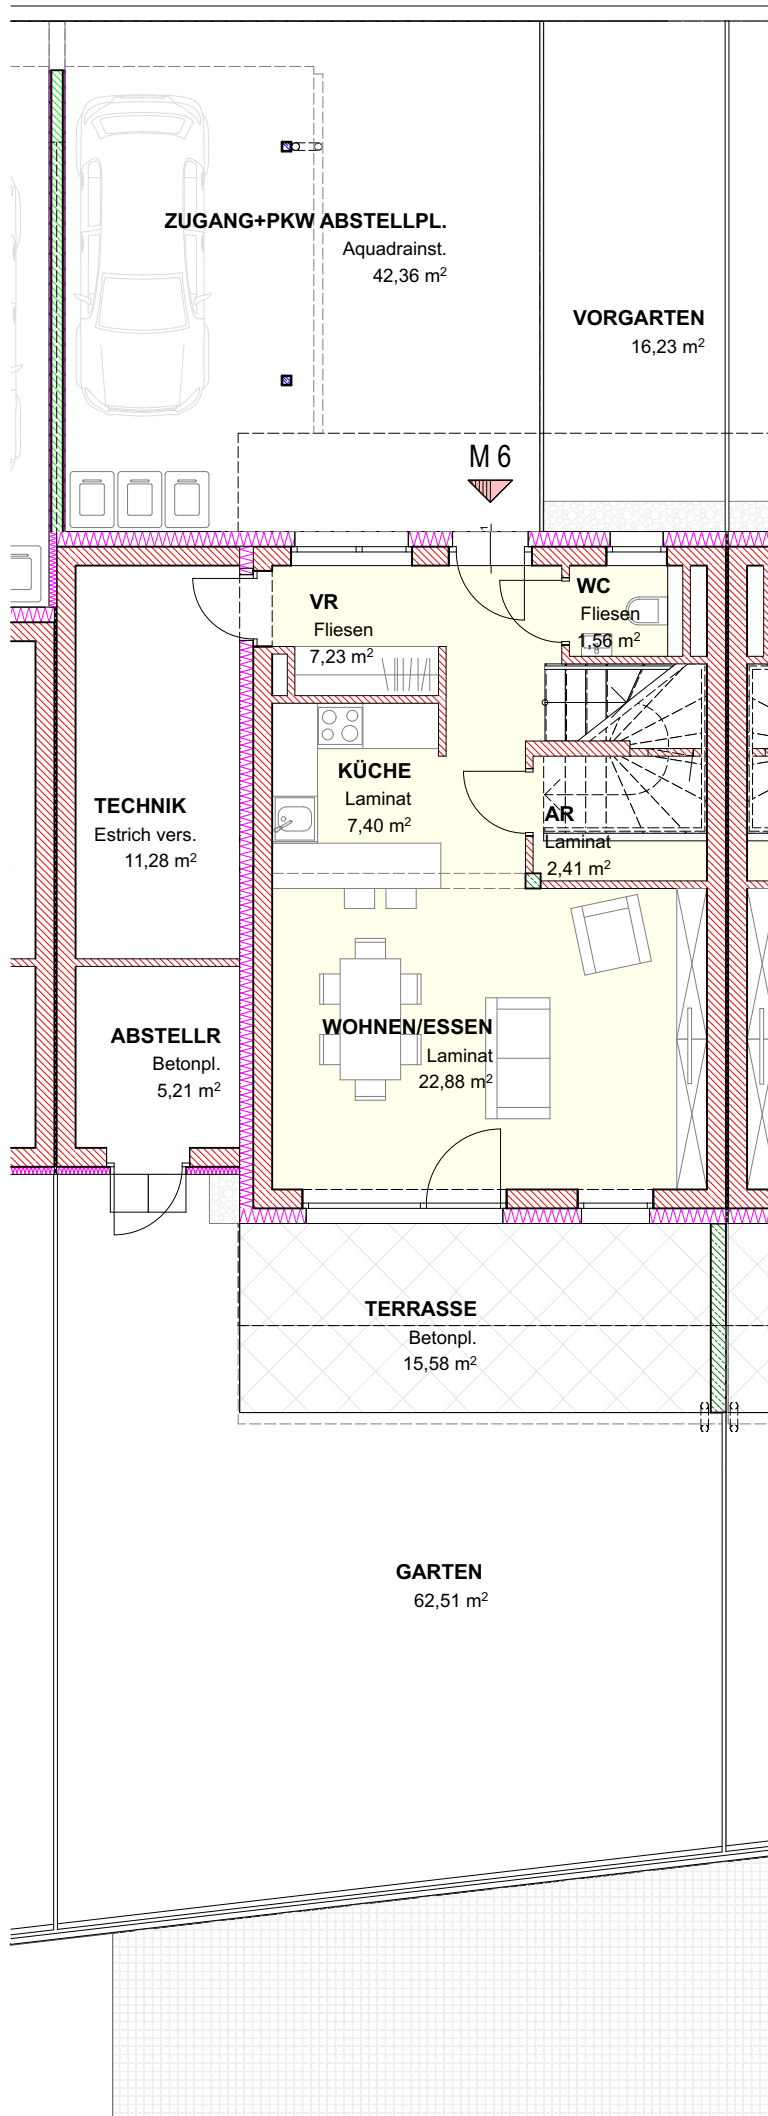 ZUGANG+PKW ABSTELLPL.
Aquadrainst.
42,36 m²
VORGARTEN
16,23 m²
M 6
1
VR
Fliesen
7,23 m²
WC
Fliesen
1,56 m²
KÜCHE
Laminat
7,40 m²
TECHNIK
Estrich vers.
11,28 m²
AR
Laminat
2,41 m²
WOHNEN/ESSEN
Laminat
22,88 m²
ABSTELLR
Betonpl.
5,21 m²
TERRASSE
Betonpl.
15,58 m²
GARTEN
62,51 m²